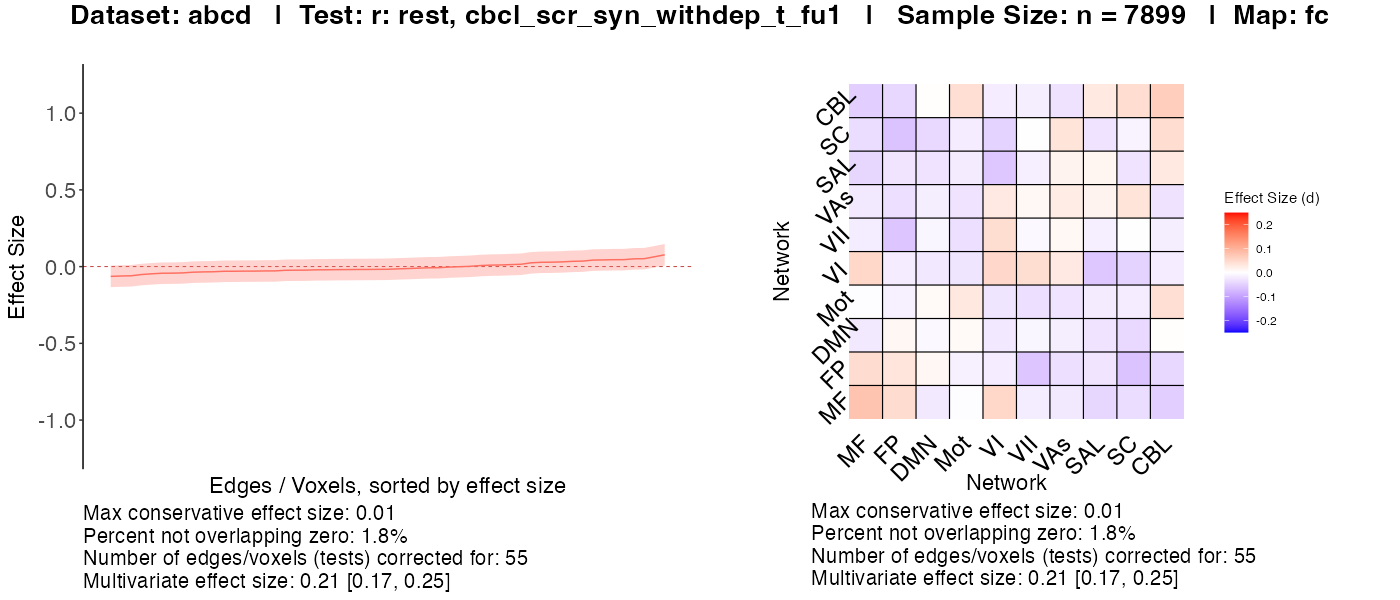 Dataset: abcd | Test: r: rest, cbcl_scr_syn_withdep_t_fu1 | Sample Size: n = 7899 | Map: fc
Effect Size
1.0
0.5
0.0
-0.5
-1.0
Edges / Voxels, sorted by effect size
Max conservative effect size: 0.01
Percent not overlapping zero: 1.8%
Number of edges/voxels (tests) corrected for: 55
Multivariate effect size: 0.21 [0.17, 0.25]
Network
CBL
SC
SAL
VAs
VII
VI
Mot
DMN
FP
MF
MF FP DMN Mot VI VII VAs SAL SC CBL
Network
Effect Size (d)
0.2
0.1
0.0
-0.1
-0.2
Max conservative effect size: 0.01
Percent not overlapping zero: 1.8%
Number of edges/voxels (tests) corrected for: 55
Multivariate effect size: 0.21 [0.17, 0.25]